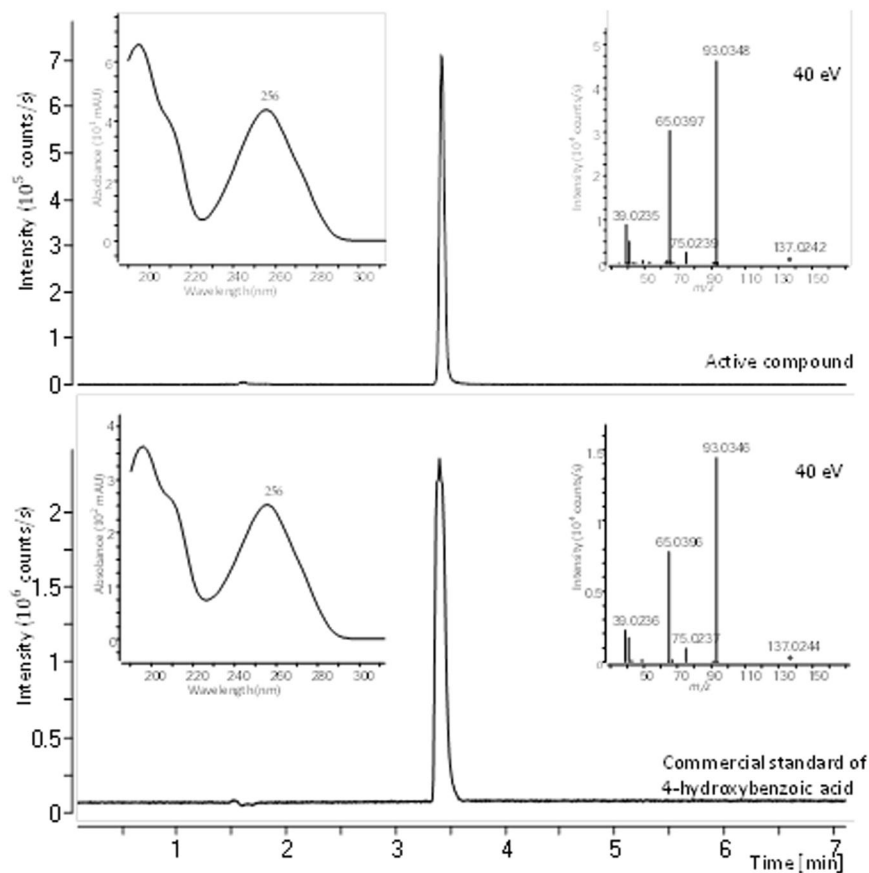 Intensity (10⁵ counts/s)
7
6
5
4
3
2
1
0
Absorbance (10¹ mAU)
6
4
2
0
256
200 220 240 260 280 300
Wavelength(nm)
Intensity (10⁴ counts/s)
5
4
3
2
1
0
93.0348
65.0397
39.0235
75.0239
137.0242
40 eV
50 70 90 110 130 150
m/z
Active compound
Intensity (10⁶ counts/s)
2
1.5
1
0.5
0
Absorbance (10² mAU)
4
3
2
1
0
256
200 220 240 260 280 300
Wavelength(nm)
Intensity (10⁴ counts/s)
1.5
1
0.5
0
93.0346
65.0396
39.0236
75.0237
137.0244
40 eV
50 70 90 110 130 150
m/z
Commercial standard of
4-hydroxybenzoic acid
1 2 3 4 5 6 7
Time [min]